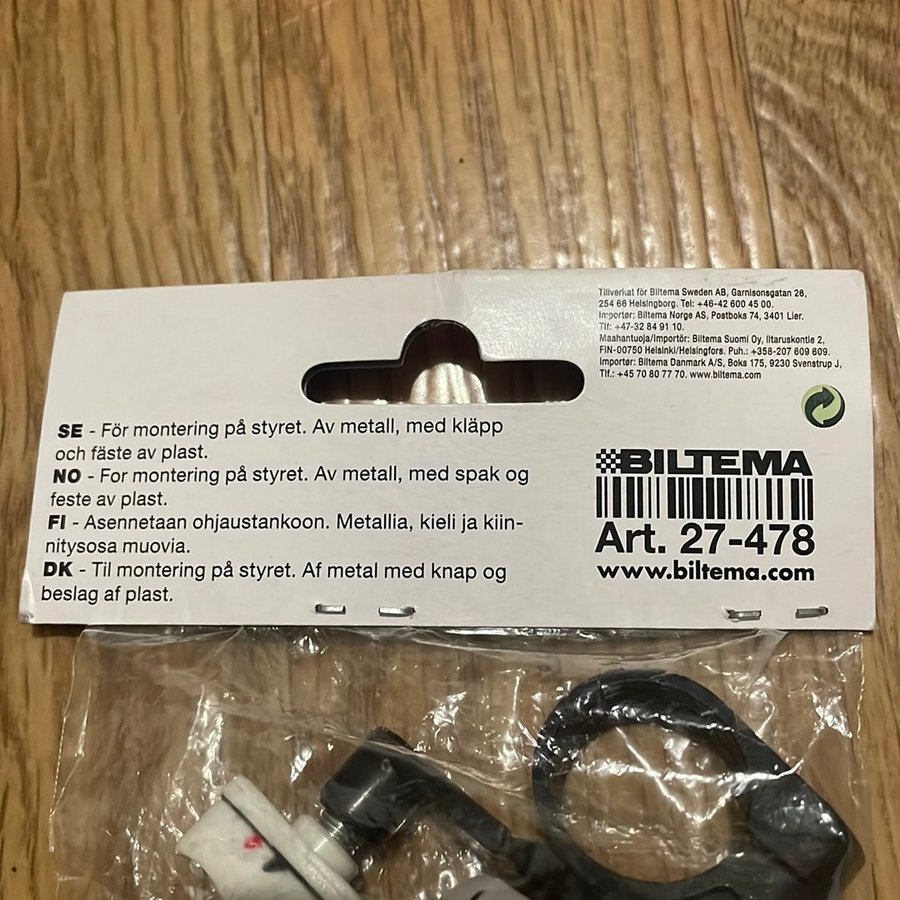 Tillverkat för Biltema Sweden AB, Garnisonsgatan 26,
254 66 Helsingborg. Tel: +46-42 600 45 00.
Importør: Biltema Norge AS, Postboks 74, 3401 Lier.
Tlf: +47-32 84 91 10.
Maahantuoja/Importör: Biltema Suomi Oy, Iltaruskontie 2,
FIN-00750 Helsinki/Helsingfors. Puh.: +358-207 609 609.
Importør: Biltema Danmark A/S, Boks 175, 9230 Svenstrup J,
Tlf.: +45 70 80 77 70. www.biltema.com
SE - För montering på styret. Av metall, med kläpp
och fäste av plast.
NO - For montering på styret. Av metall, med spak og
feste av plast.
FI - Asennetaan ohjaustankoon. Metallia, kieli ja kiin-
nitysosa muovia.
DK - Til montering på styret. Af metal med knap og
beslag af plast.
BILTEMA
Art. 27-478
www.biltema.com